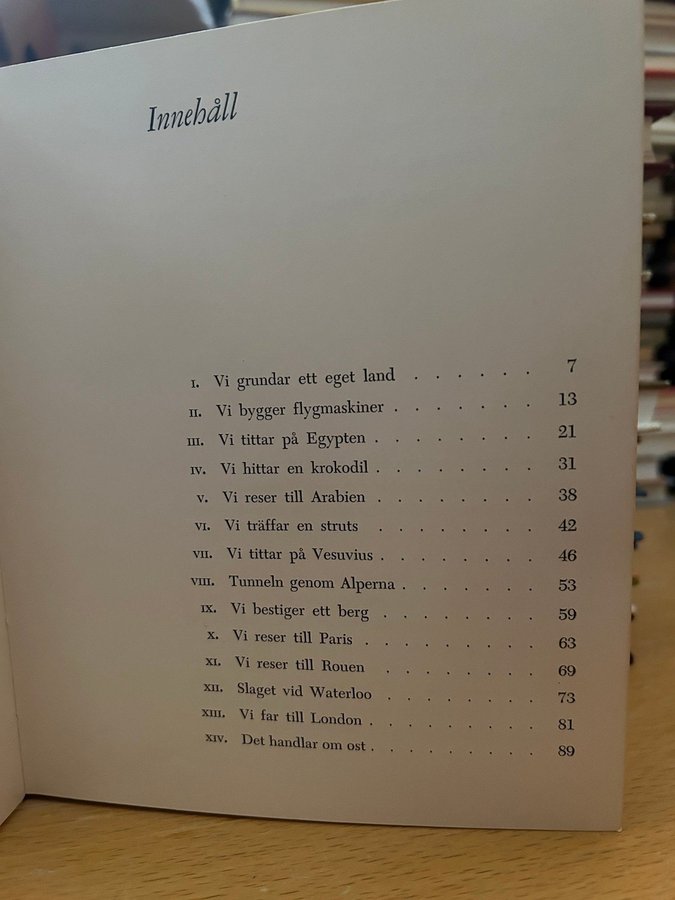 Innehåll
I. Vi grundar ett eget land . . . . . . 7
II. Vi bygger flygmaskiner . . . . . . . 13
III. Vi tittar på Egypten . . . . . . . . 21
IV. Vi hittar en krokodil . . . . . . . . 31
V. Vi reser till Arabien . . . . . . . . 38
VI. Vi träffar en struts . . . . . . . . 42
VII. Vi tittar på Vesuvius . . . . . . . . 46
VIII. Tunneln genom Alperna . . . . . . . 53
IX. Vi bestiger ett berg . . . . . . . . 59
X. Vi reser till Paris . . . . . . . . . 63
XI. Vi reser till Rouen . . . . . . . . 69
XII. Slaget vid Waterloo . . . . . . . . 73
XIII. Vi far till London . . . . . . . . . 81
XIV. Det handlar om ost . . . . . . . . . 89